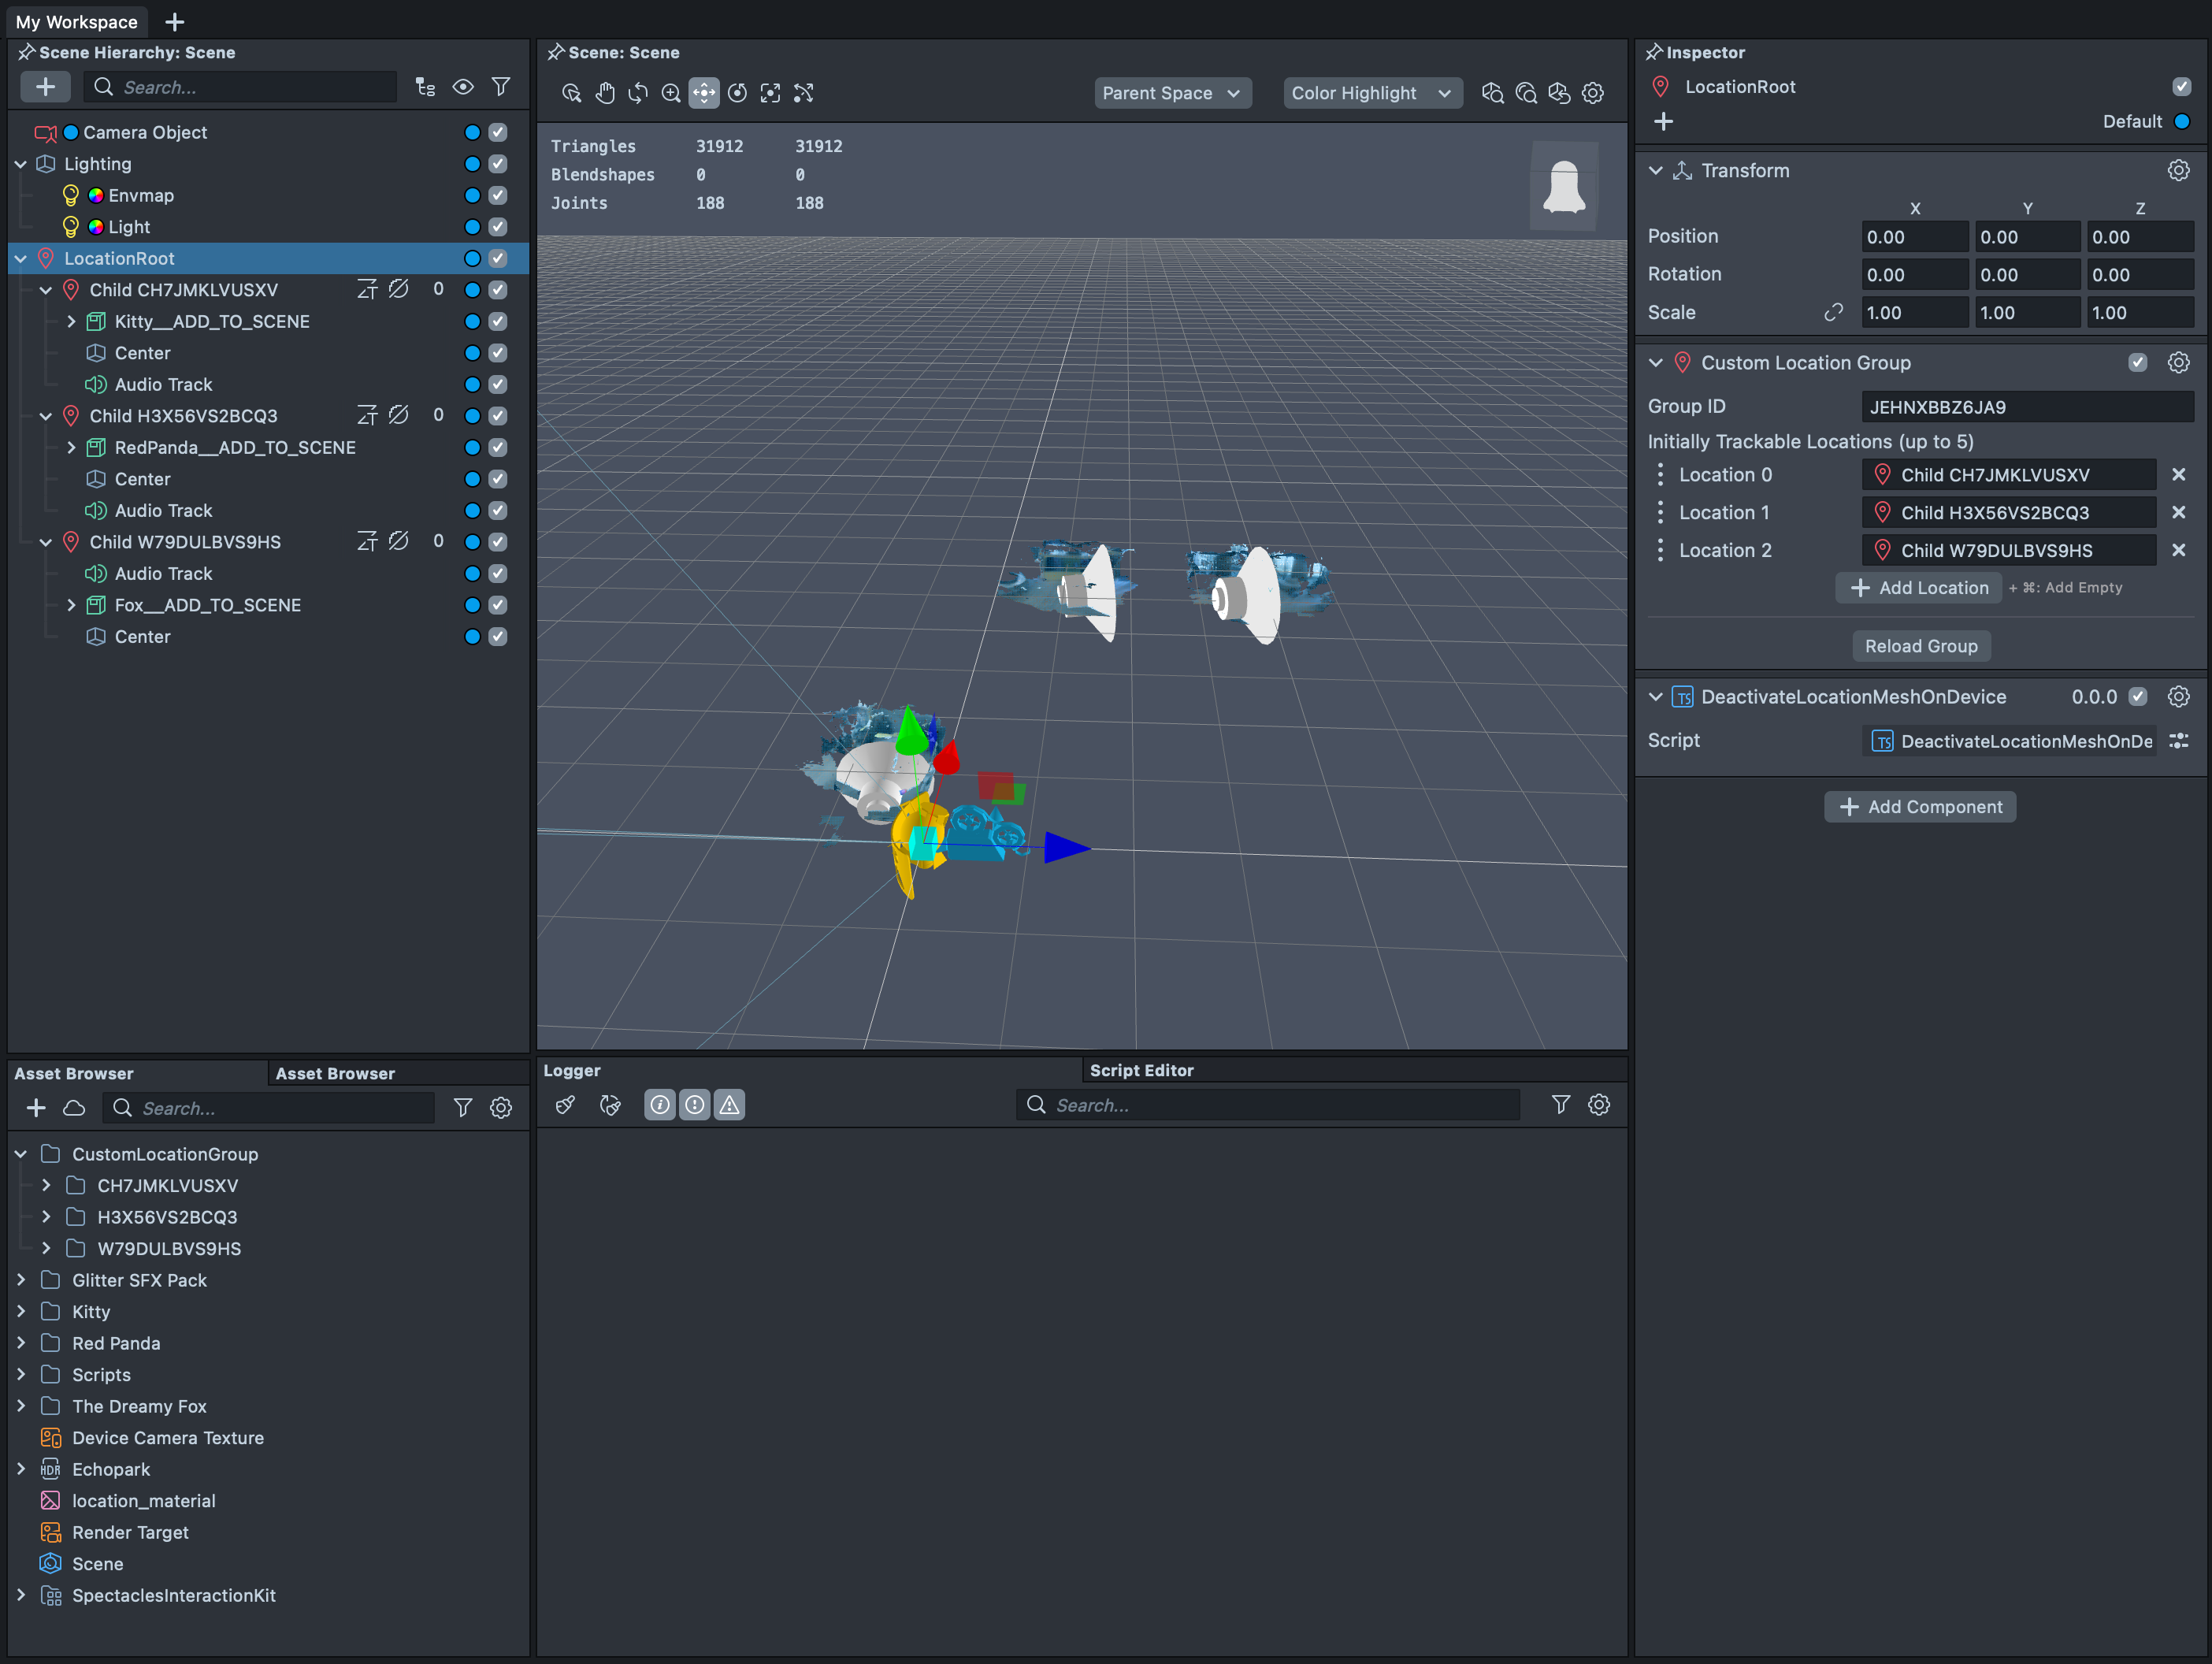 My Workspace
Scene Hierarchy: Scene
Search...
Camera Object
Lighting
Envmap
Light
LocationRoot
Child CH7JMKLVUSXV 0
Kitty__ADD_TO_SCENE
Center
Audio Track
Child H3X56VS2BCQ3 0
RedPanda__ADD_TO_SCENE
Center
Audio Track
Child W79DULBVS9HS 0
Audio Track
Fox__ADD_TO_SCENE
Center
Scene: Scene
Parent Space
Color Highlight
Triangles 31912 31912
Blendshapes 0 0
Joints 188 188
Inspector
LocationRoot
Default
Transform
X Y Z
Position 0.00 0.00 0.00
Rotation 0.00 0.00 0.00
Scale 1.00 1.00 1.00
Custom Location Group
Group ID JEHNXBBZ6JA9
Initially Trackable Locations (up to 5)
Location 0 Child CH7JMKLVUSXV
Location 1 Child H3X56VS2BCQ3
Location 2 Child W79DULBVS9HS
Add Location + ⌘: Add Empty
Reload Group
TS DeactivateLocationMeshOnDevice 0.0.0
Script TS DeactivateLocationMeshOnDe
Add Component
Asset Browser
Asset Browser
Search...
CustomLocationGroup
CH7JMKLVUSXV
H3X56VS2BCQ3
W79DULBVS9HS
Glitter SFX Pack
Kitty
Red Panda
Scripts
The Dreamy Fox
Device Camera Texture
HDR Echopark
location_material
Render Target
Scene
SpectaclesInteractionKit
Logger
Script Editor
Search...